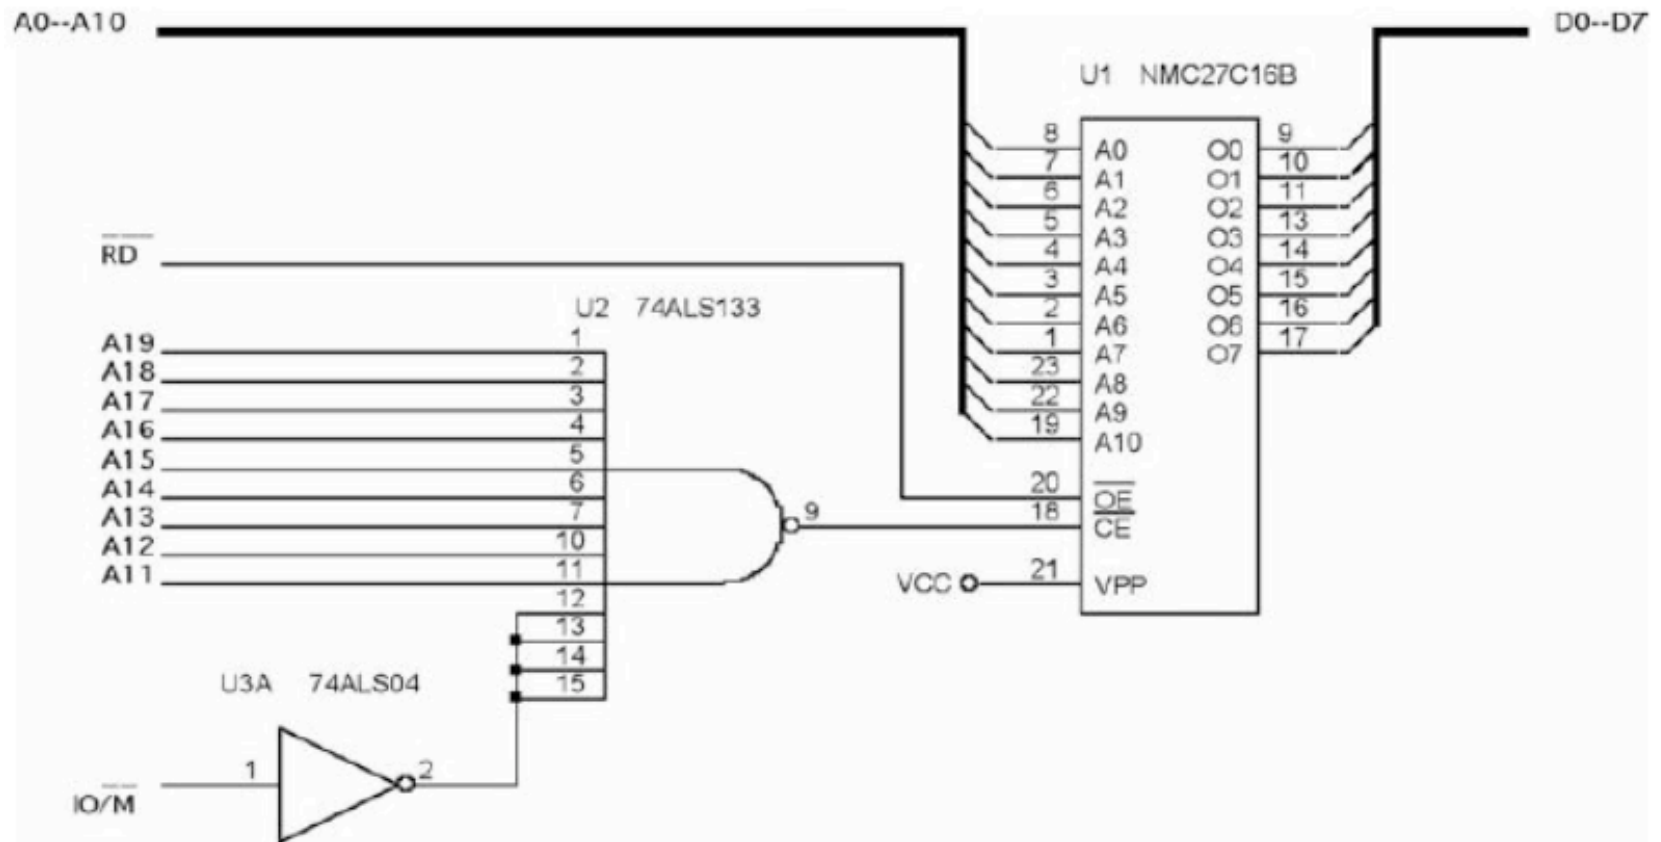 A0--A10
D0--D7
U1 NMC27C16B
8 A0 O0 9
7 A1 O1 10
6 A2 O2 11
5 A3 O3 13
4 A4 O4 14
3 A5 O5 15
2 A6 O6 16
1 A7 O7 17
23 A8
22 A9
19 A10
20 OE
18 CE
VCC 21 VPP
RD
U2 74ALS133
A19 1
A18 2
A17 3
A16 4
A15 5
A14 6
A13 7
A12 10
A11 11
12
13
14
15
9
U3A 74ALS04
1 2
IO/M